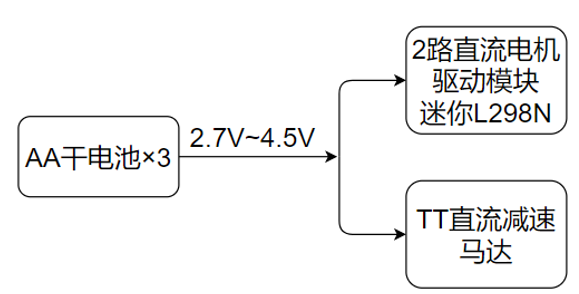 AA干电池×3
2.7V~4.5V
2路直流电机
驱动模块
迷你L298N
TT直流减速
马达